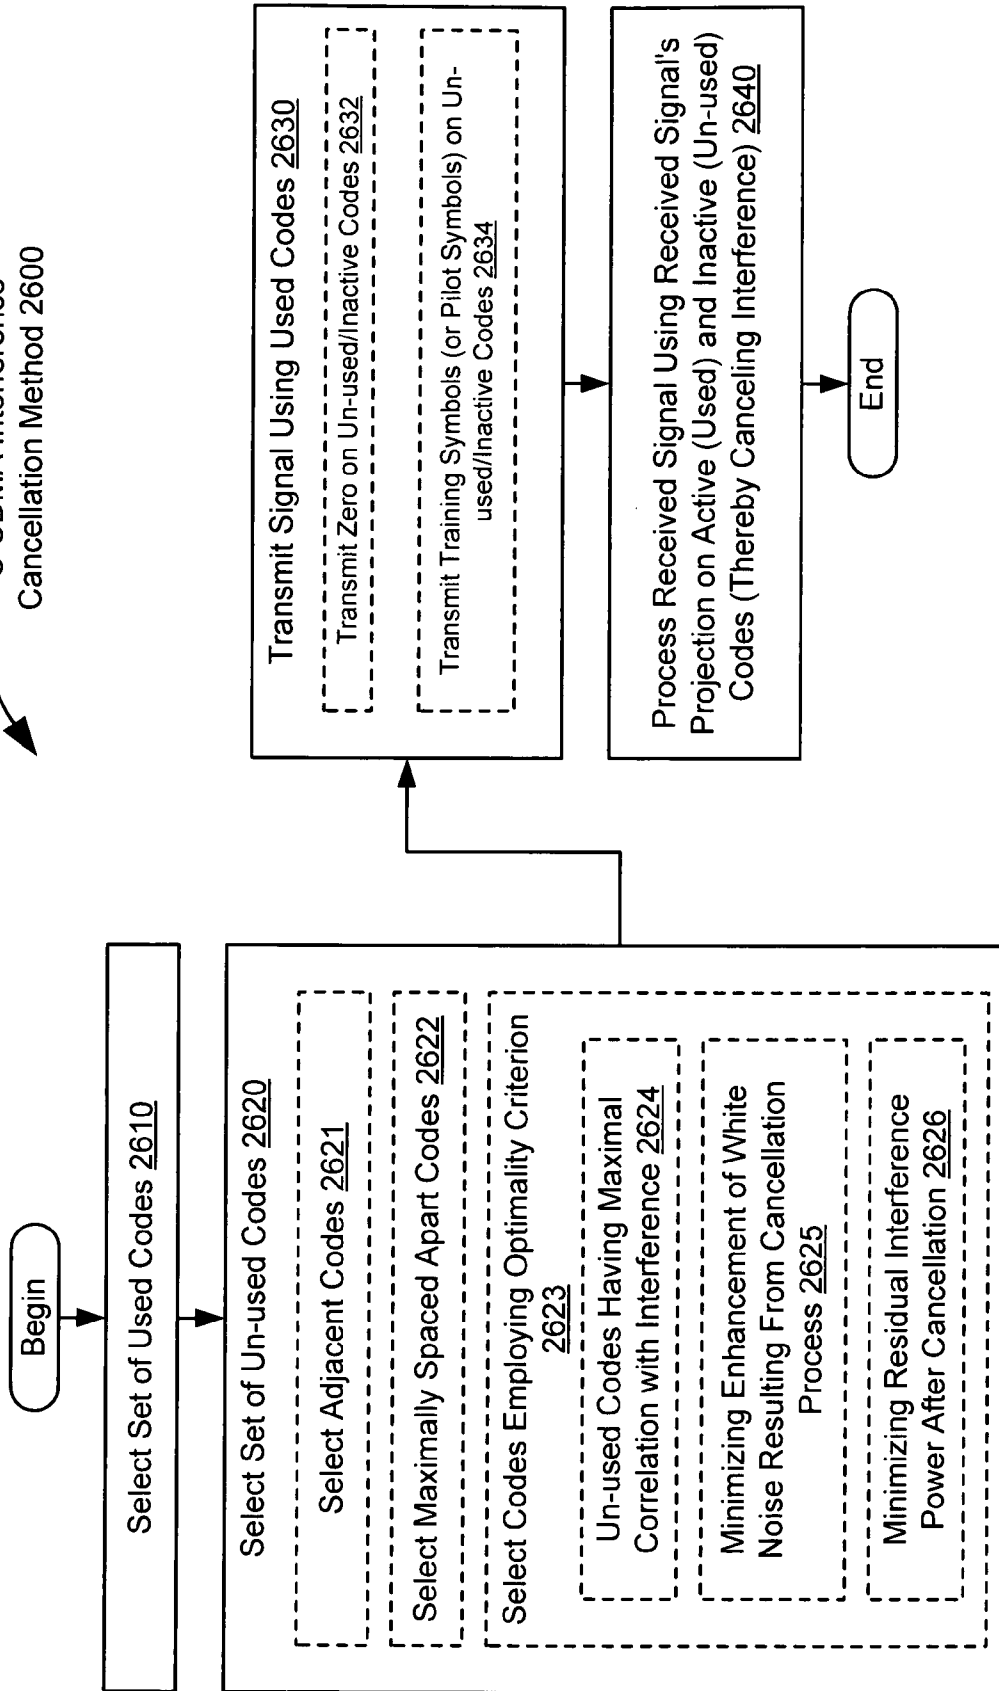 Cancellation Method 2600
Begin
Select Set of Used Codes 2610
Select Set of Un-used Codes 2620
Select Adjacent Codes 2621
Select Maximally Spaced Apart Codes 2622
Select Codes Employing Optimality Criterion
2623
Un-used Codes Having Maximal
Correlation with Interference 2624
Minimizing Enhancement of White
Noise Resulting From Cancellation
Process 2625
Minimizing Residual Interference
Power After Cancellation 2626
Transmit Signal Using Used Codes 2630
Transmit Zero on Un-used/Inactive Codes 2632
Transmit Training Symbols (or Pilot Symbols) on Un-
used/Inactive Codes 2634
Process Received Signal Using Received Signal's
Projection on Active (Used) and Inactive (Un-used)
Codes (Thereby Canceling Interference) 2640
End